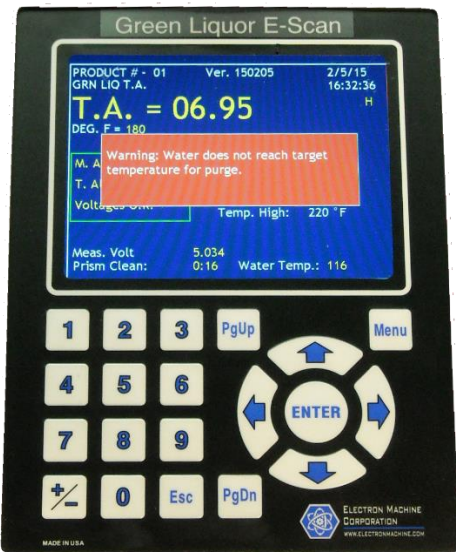 Green Liquor E-Scan
PRODUCT # - 01 Ver. 150205 2/5/15
GRN LIQ T.A. 16:32:36
T.A. = 06.95 H
DEG. F = 180
Warning: Water does not reach target
temperature for purge.
M. A
T. A
Voltages O.K.
Temp. High: 220 °F
Meas. Volt 5.034
Prism Clean: 0:16 Water Temp.: 116
1 2 3 PgUp Menu
4 5 6
ENTER
7 8 9
+/- 0 Esc PgDn
ELECTRON MACHINE
CORPORATION
WWW.ELECTRONMACHINE.COM
MADE IN USA